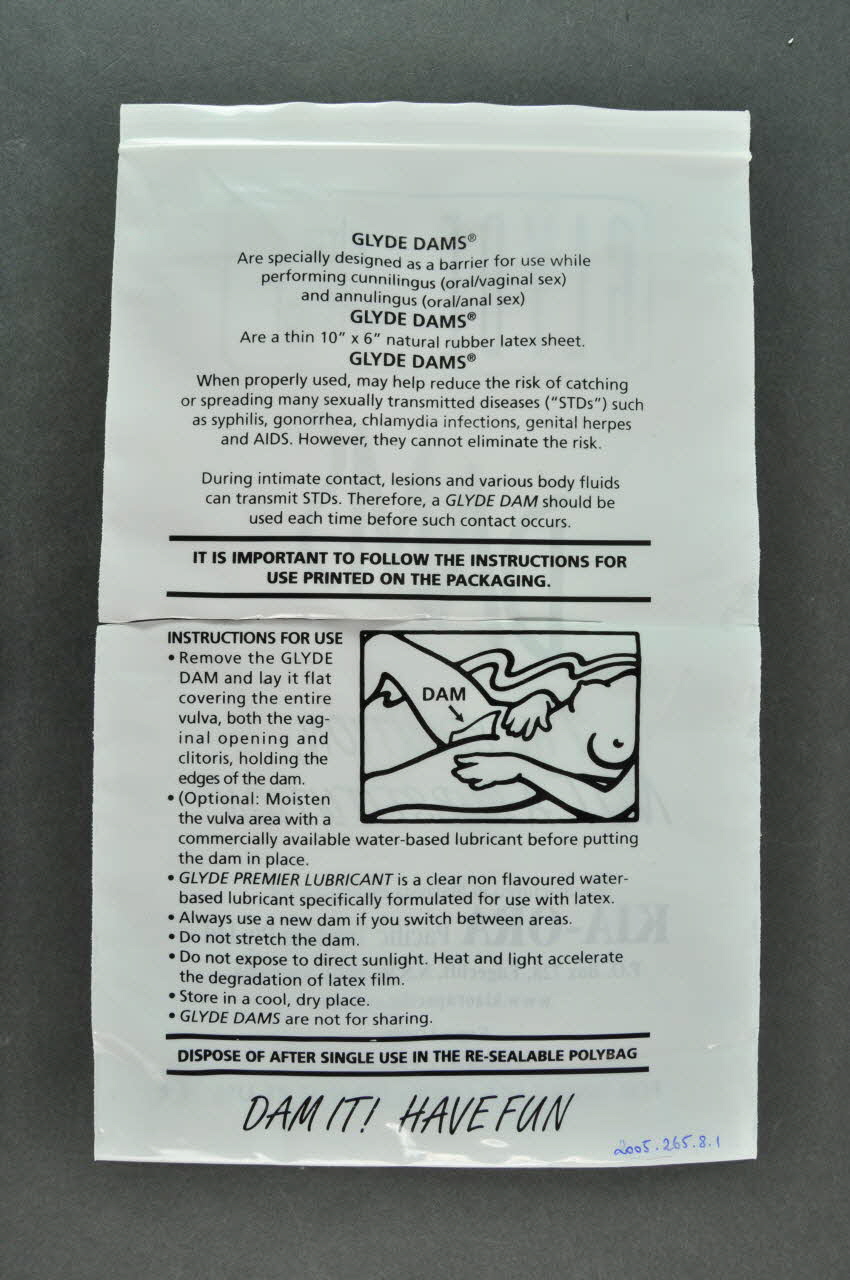 GLYDE DAMS®
Are specially designed as a barrier for use while
performing cunnilingus (oral/vaginal sex)
and annulingus (oral/anal sex)
GLYDE DAMS®
Are a thin 10” x 6” natural rubber latex sheet.
GLYDE DAMS®
When properly used, may help reduce the risk of catching
or spreading many sexually transmitted diseases (“STDs”) such
as syphilis, gonorrhea, chlamydia infections, genital herpes
and AIDS. However, they cannot eliminate the risk.
During intimate contact, lesions and various body fluids
can transmit STDs. Therefore, a GLYDE DAM should be
used each time before such contact occurs.
IT IS IMPORTANT TO FOLLOW THE INSTRUCTIONS FOR
USE PRINTED ON THE PACKAGING.
INSTRUCTIONS FOR USE
• Remove the GLYDE
DAM and lay it flat
covering the entire
vulva, both the vag-
inal opening and
clitoris, holding the
edges of the dam.
DAM
• (Optional: Moisten
the vulva area with a
commercially available water-based lubricant before putting
the dam in place.
• GLYDE PREMIER LUBRICANT is a clear non flavoured water-
based lubricant specifically formulated for use with latex.
• Always use a new dam if you switch between areas.
• Do not stretch the dam.
• Do not expose to direct sunlight. Heat and light accelerate
the degradation of latex film.
• Store in a cool, dry place.
• GLYDE DAMS are not for sharing.
DISPOSE OF AFTER SINGLE USE IN THE RE-SEALABLE POLYBAG
DAM IT! HAVE FUN
2005.265.8.1